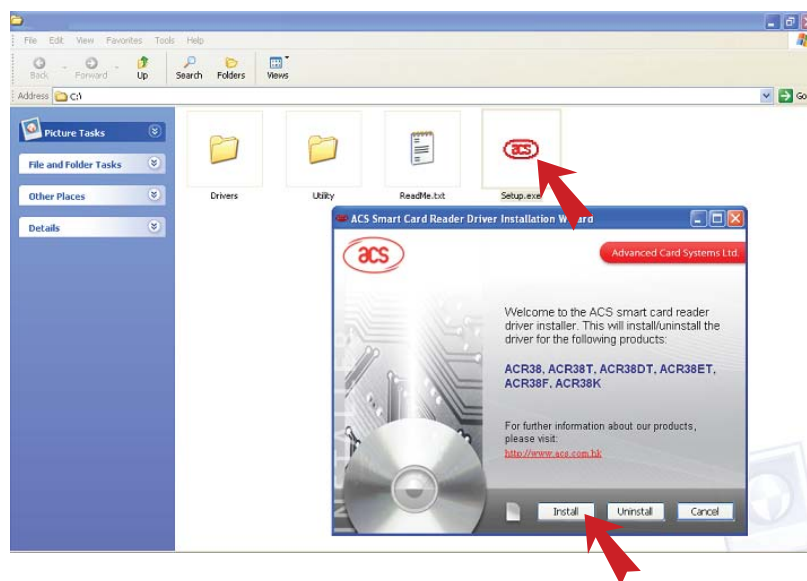 File Edit View Favorites Tools Help
Back Forward Up Search Folders Views
Address C:\ Go
Picture Tasks
File and Folder Tasks
Other Places
Details
Drivers Utility ReadMe.txt Setup.exe
ACS Smart Card Reader Driver Installation Wizard
acs
Advanced Card Systems Ltd.
Welcome to the ACS smart card reader
driver installer. This will install/uninstall the
driver for the following products:
ACR38, ACR38T, ACR38DT, ACR38ET,
ACR38F, ACR38K
For further information about our products,
please visit:
http://www.acs.com.hk
Install Uninstall Cancel